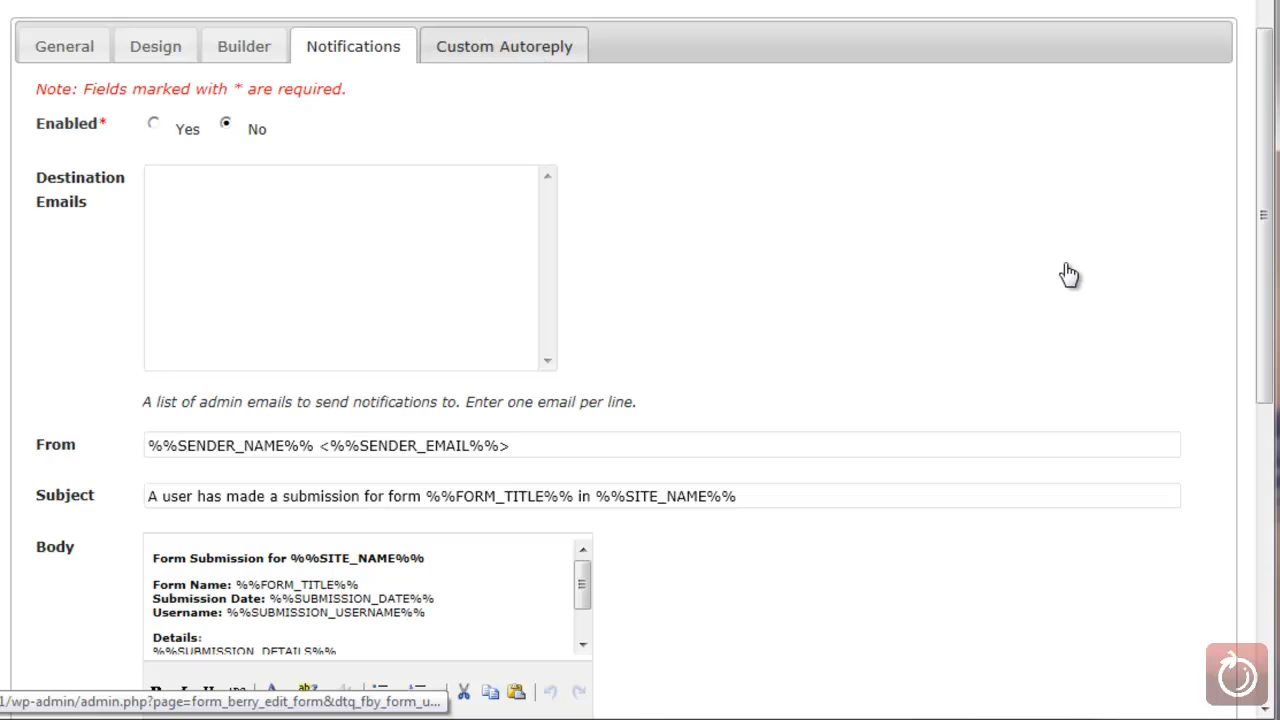 General Design Builder Notifications Custom Autoreply
Note: Fields marked with * are required.
Enabled* Yes No
Destination
Emails
A list of admin emails to send notifications to. Enter one email per line.
From %%SENDER_NAME%% <%%SENDER_EMAIL%%>
Subject A user has made a submission for form %%FORM_TITLE%% in %%SITE_NAME%%
Body
Form Submission for %%SITE_NAME%%
Form Name: %%FORM_TITLE%%
Submission Date: %%SUBMISSION_DATE%%
Username: %%SUBMISSION_USERNAME%%
Details:
%%SUBMISSION_DETAILS%%
1/wp-admin/admin.php?page=form_berry_edit_form&dtq_fby_form_u...